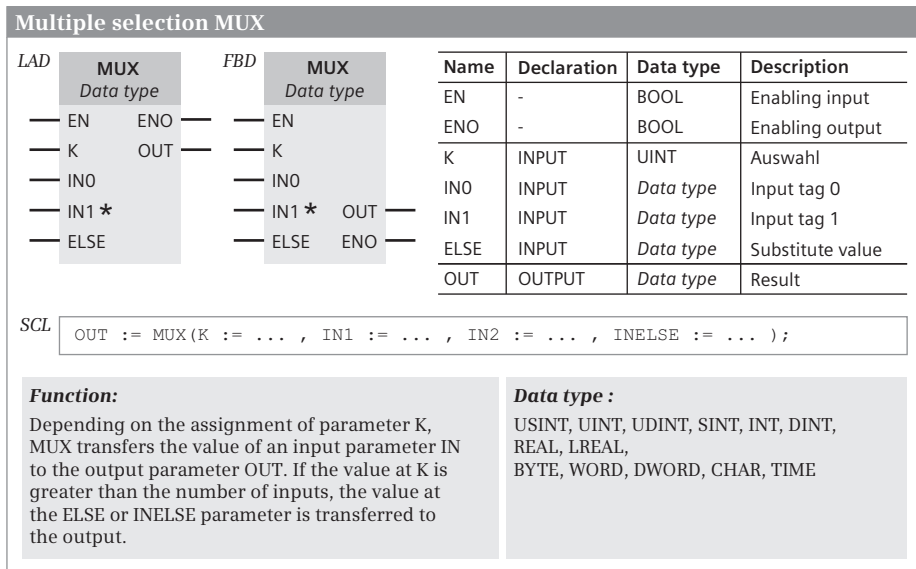 Multiple selection MUX
LAD
MUX
Data type
EN ENO
K OUT
IN0
IN1 *
ELSE
FBD
MUX
Data type
EN
K
IN0
IN1 * OUT
ELSE ENO
Name Declaration Data type Description
EN - BOOL Enabling input
ENO - BOOL Enabling output
K INPUT UINT Auswahl
IN0 INPUT Data type Input tag 0
IN1 INPUT Data type Input tag 1
ELSE INPUT Data type Substitute value
OUT OUTPUT Data type Result
SCL
OUT := MUX(K := ... , IN1 := ... , IN2 := ... , INELSE := ... );
Function:
Depending on the assignment of parameter K,
MUX transfers the value of an input parameter IN
to the output parameter OUT. If the value at K is
greater than the number of inputs, the value at
the ELSE or INELSE parameter is transferred to
the output.
Data type :
USINT, UINT, UDINT, SINT, INT, DINT,
REAL, LREAL,
BYTE, WORD, DWORD, CHAR, TIME